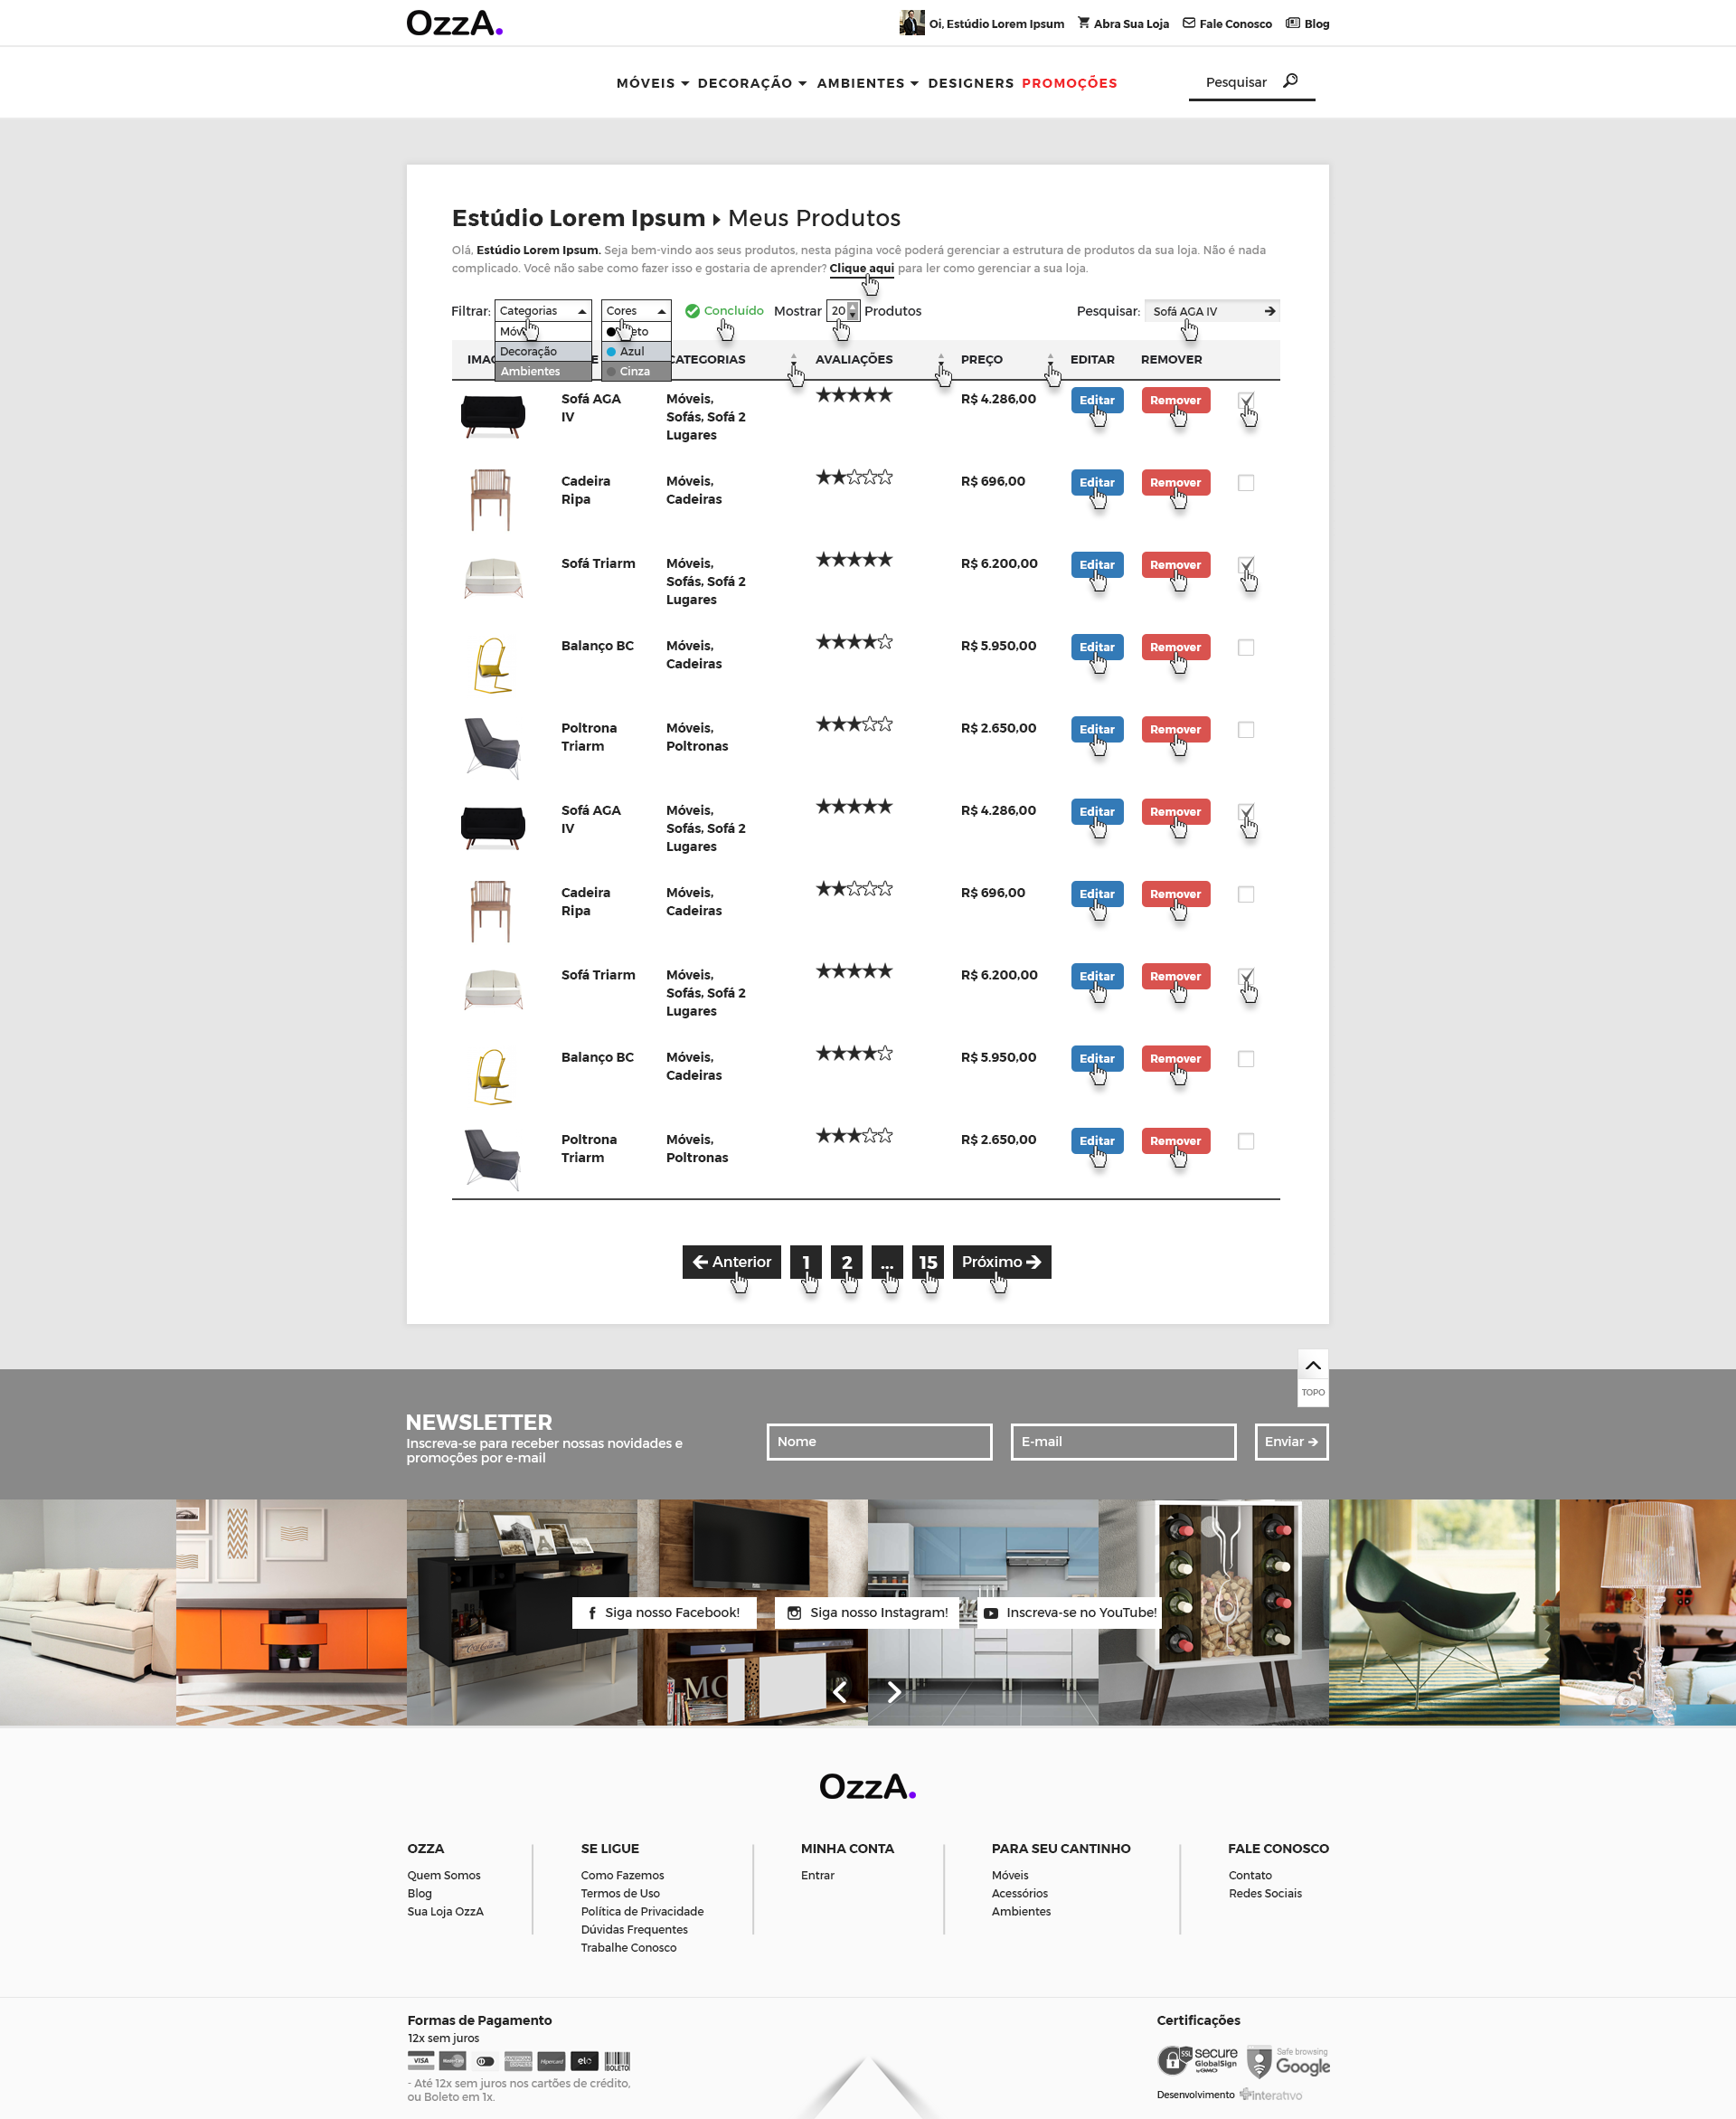 OzzA.
Oi, Estúdio Lorem Ipsum
Abra Sua Loja
Fale Conosco
Blog
MÓVEIS
DECORAÇÃO
AMBIENTES
DESIGNERS
PROMOÇÕES
Pesquisar
Estúdio Lorem Ipsum
Meus Produtos
Olá, Estúdio Lorem Ipsum. Seja bem-vindo aos seus produtos, nesta página você poderá gerenciar a estrutura de produtos da sua loja. Não é nada
complicado. Você não sabe como fazer isso e gostaria de aprender? Clique aqui para ler como gerenciar a sua loja.
Filtrar:
Categorias
Cores
Concluído
Mostrar
20
Produtos
Pesquisar:
Sofá AGA IV
Decoração
Azul
Ambientes
Cinza
CATEGORIAS
AVALIAÇÕES
PREÇO
EDITAR
REMOVER
Sofá AGA
IV
Móveis,
Sofás, Sofá 2
Lugares
R$ 4.286,00
Editar
Remover
Cadeira
Ripa
Móveis,
Cadeiras
R$ 696,00
Editar
Remover
Sofá Triarm
Móveis,
Sofás, Sofá 2
Lugares
R$ 6.200,00
Editar
Remover
Balanço BC
Móveis,
Cadeiras
R$ 5.950,00
Editar
Remover
Poltrona
Triarm
Móveis,
Poltronas
R$ 2.650,00
Editar
Remover
Sofá AGA
IV
Móveis,
Sofás, Sofá 2
Lugares
R$ 4.286,00
Editar
Remover
Cadeira
Ripa
Móveis,
Cadeiras
R$ 696,00
Editar
Remover
Sofá Triarm
Móveis,
Sofás, Sofá 2
Lugares
R$ 6.200,00
Editar
Remover
Balanço BC
Móveis,
Cadeiras
R$ 5.950,00
Editar
Remover
Poltrona
Triarm
Móveis,
Poltronas
R$ 2.650,00
Editar
Remover
Anterior
1
2
...
15
Próximo
TOPO
NEWSLETTER
Inscreva-se para receber nossas novidades e
promoções por e-mail
Nome
E-mail
Enviar
Siga nosso Facebook!
Siga nosso Instagram!
Inscreva-se no YouTube!
OzzA.
OZZA
Quem Somos
Blog
Sua Loja OzzA
SE LIGUE
Como Fazemos
Termos de Uso
Política de Privacidade
Dúvidas Frequentes
Trabalhe Conosco
MINHA CONTA
Entrar
PARA SEU CANTINHO
Móveis
Acessórios
Ambientes
FALE CONOSCO
Contato
Redes Sociais
Formas de Pagamento
12x sem juros
VISA
MasterCard
Hipercard
elo
BOLETO
- Até 12x sem juros nos cartões de crédito,
ou Boleto em 1x.
Certificações
SSL
secure
GlobalSign
by GMO
Safe browsing
Google
Desenvolvimento
interativo